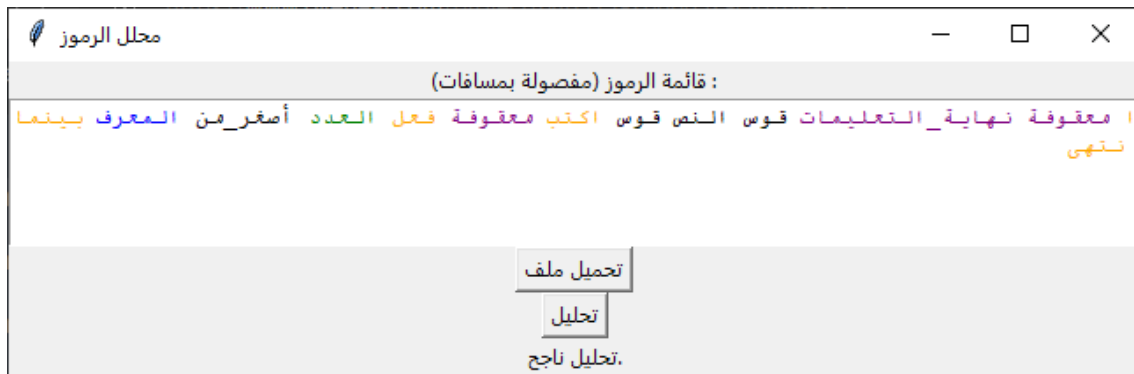 محلل الرموز
قائمة الرموز (مفصولة بمسافات) :
بينما المعرف أصغر_من العدد فعل معقوفة اكتب قوس النص قوس نهاية_التعليمات معقوفة ا
نتهى
تحميل ملف
تحليل
تحليل ناجح.